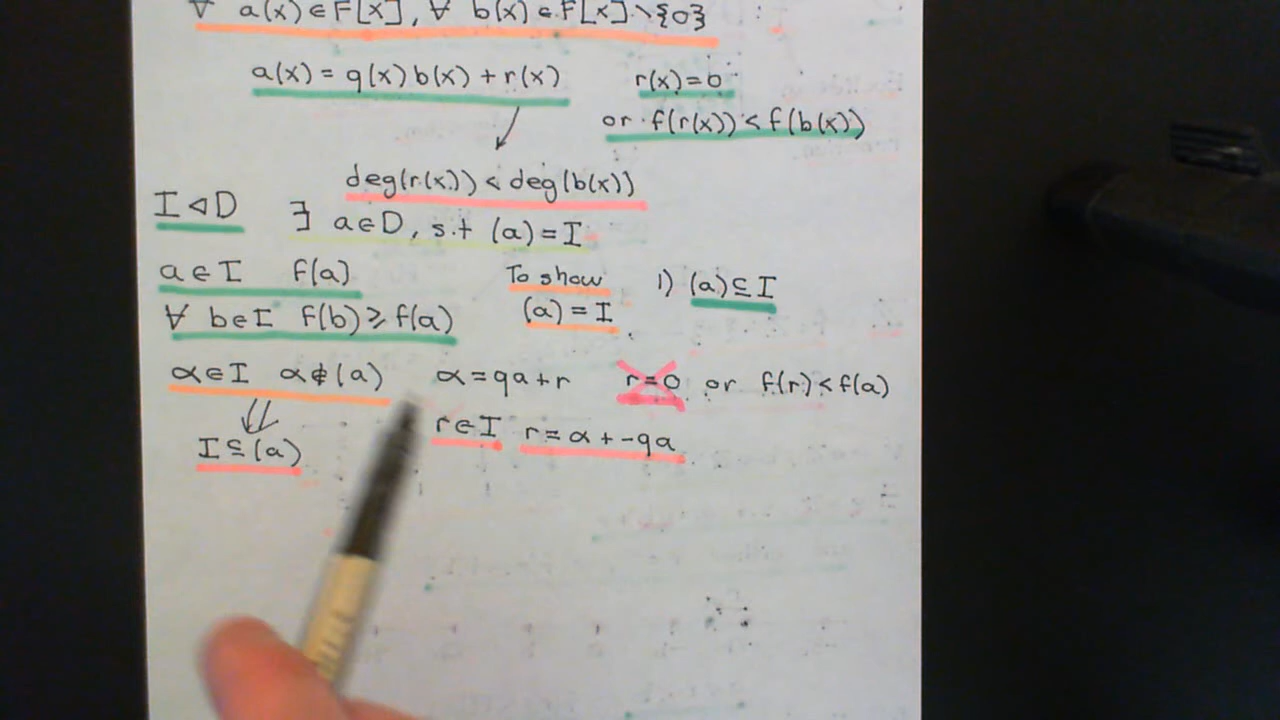 ∀ a(x) ∈ F[x], ∀ b(x) ∈ F[x] \ {0}
a(x) = q(x)b(x) + r(x) r(x) = 0
or f(r(x)) < f(b(x))
deg(r(x)) < deg(b(x))
I ◁ D ∃ a ∈ D, s.t (a) = I
a ∈ I f(a) To show 1) (a) ⊆ I
∀ b ∈ I f(b) ≥ f(a) (a) = I
α ∈ I α ∉ (a) α = qa + r r = 0 or f(r) < f(a)
⇓ r ∈ I r = α + -qa
I ⊆ (a)